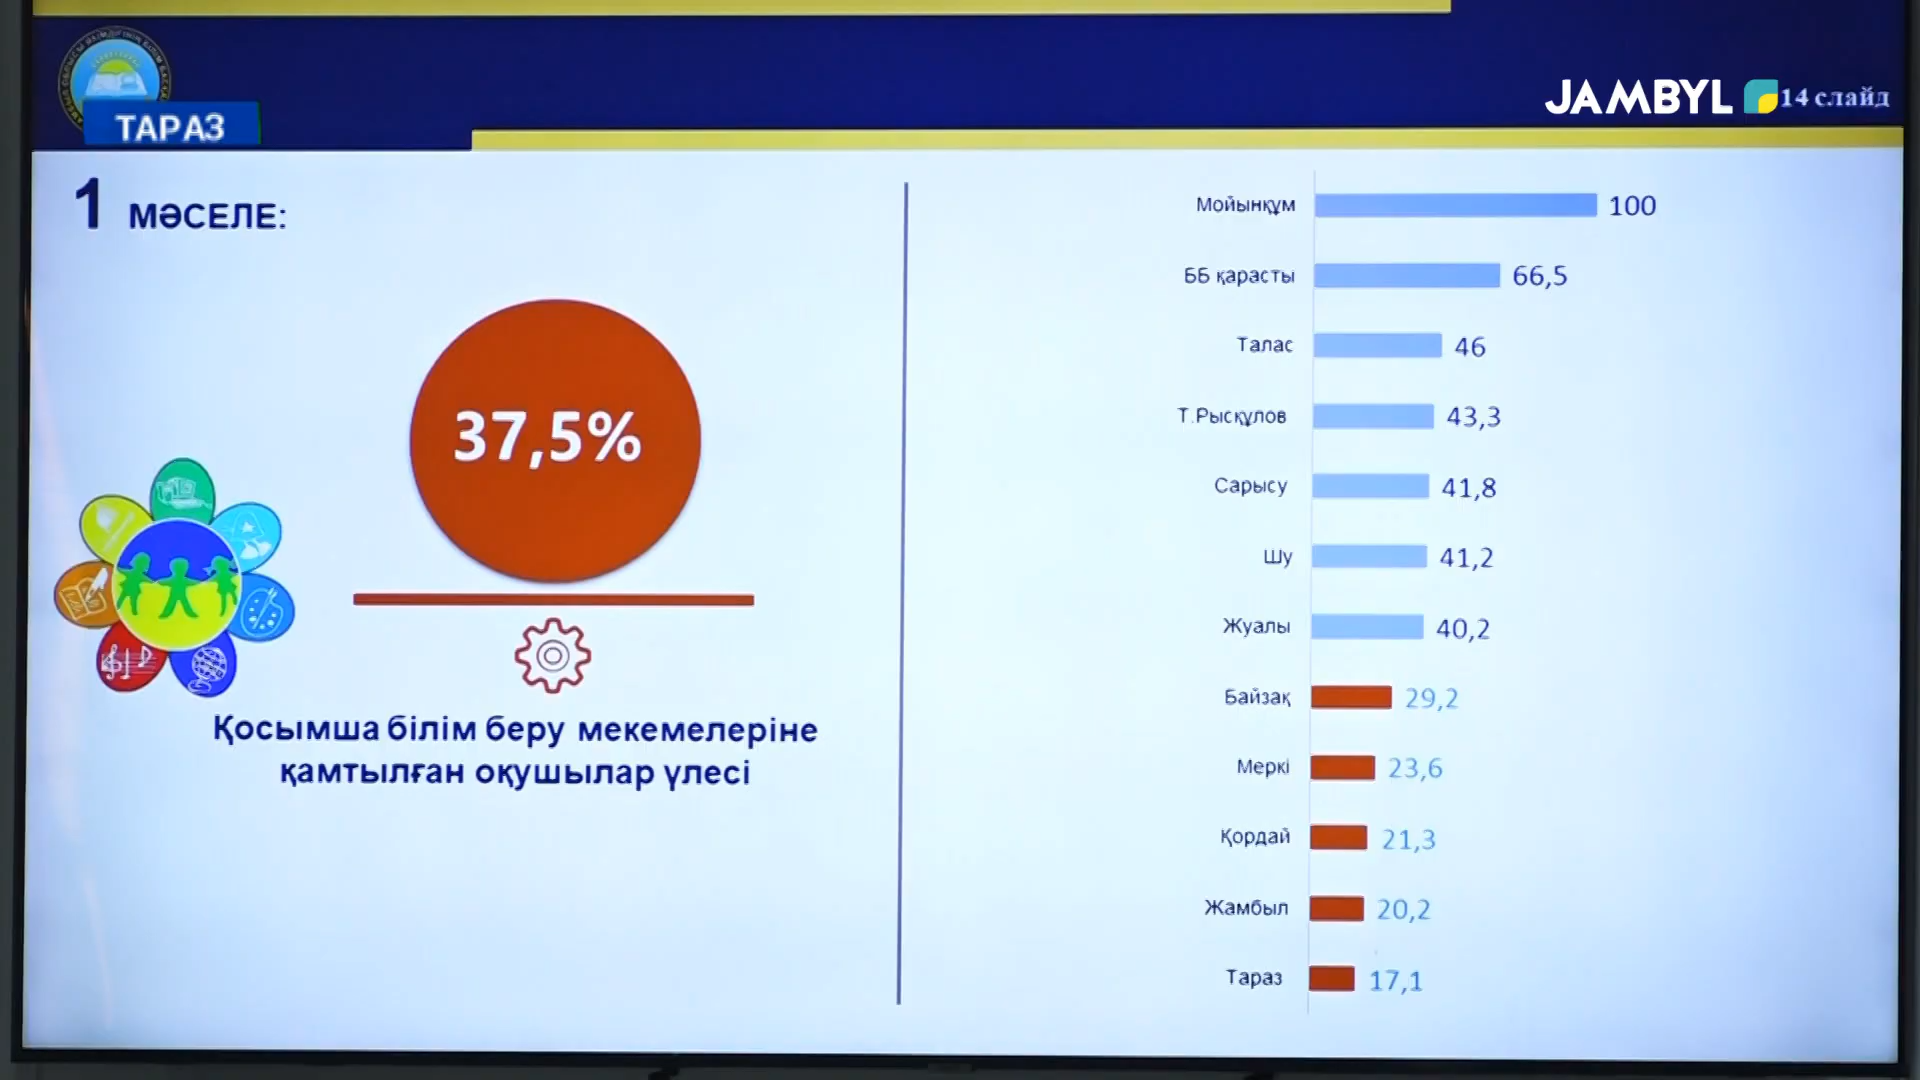 ТАРАЗ
JAMBYL
14 слайд
1 МӘСЕЛЕ:
37,5%
Қосымша білім беру мекемелеріне
қамтылған оқушылар үлесі
Мойынқұм 100
ББ қарасты 66,5
Талас 46
Т.Рысқұлов 43,3
Сарысу 41,8
Шу 41,2
Жуалы 40,2
Байзақ 29,2
Меркі 23,6
Қордай 21,3
Жамбыл 20,2
Тараз 17,1